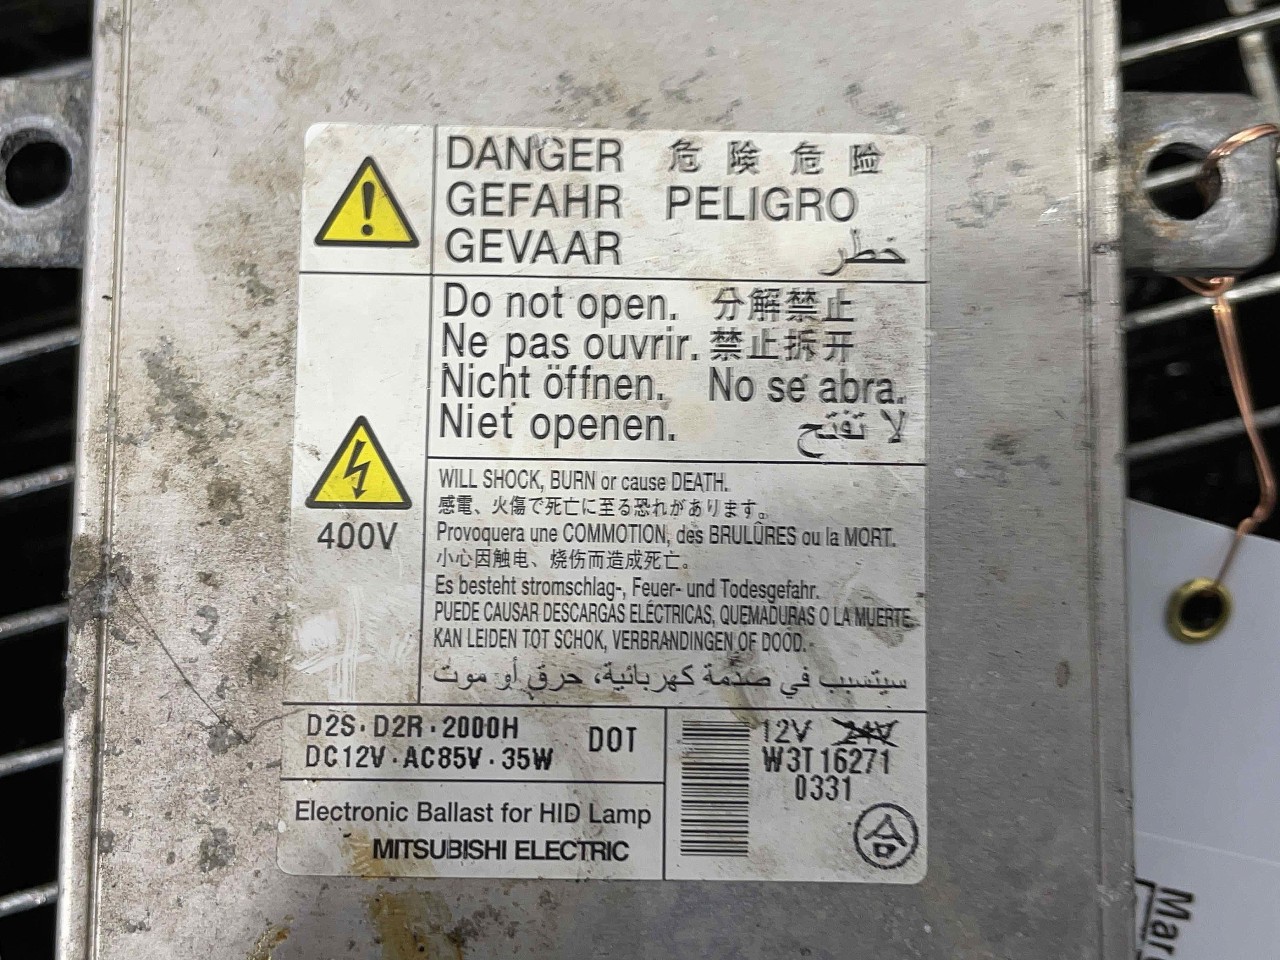 DANGER 危険 危险
GEFAHR PELIGRO
GEVAAR خطر
Do not open. 分解禁止
Ne pas ouvrir. 禁止拆开
Nicht öffnen. No se abra.
Niet openen. لا تفتح
400V
WILL SHOCK, BURN or cause DEATH.
感電、火傷で死亡に至る恐れがあります。
Provoquera une COMMOTION, des BRULÛRES ou la MORT.
小心因触电、烧伤而造成死亡。
Es besteht stromschlag-, Feuer- und Todesgefahr.
PUEDE CAUSAR DESCARGAS ELÉCTRICAS, QUEMADURAS O LA MUERTE.
KAN LEIDEN TOT SCHOK, VERBRANDINGEN OF DOOD.
سيتسبب في صدمة كهربائية، حرق أو موت
D2S·D2R·2000H DOT
DC12V·AC85V·35W
Electronic Ballast for HID Lamp
MITSUBISHI ELECTRIC
12V 24V
W3T16271
0331
合
Mar